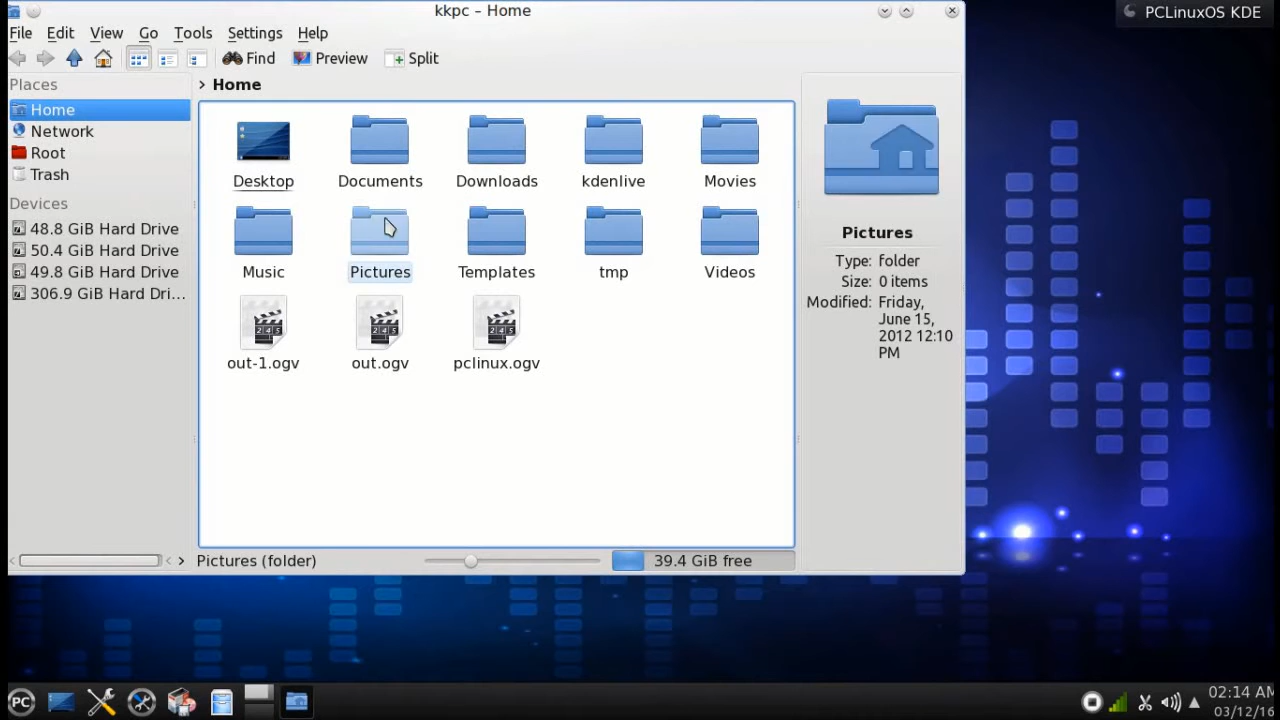 kkpc – Home
PCLinuxOS KDE
File Edit View Go Tools Settings Help
Find Preview Split
Places
Home
Network
Root
Trash
Devices
48.8 GiB Hard Drive
50.4 GiB Hard Drive
49.8 GiB Hard Drive
306.9 GiB Hard Dri...
> Home
Desktop Documents Downloads kdenlive Movies
Music Pictures Templates tmp Videos
out-1.ogv out.ogv pclinux.ogv
Pictures (folder)
39.4 GiB free
Pictures
Type: folder
Size: 0 items
Modified: Friday,
June 15,
2012 12:10
PM
PC
02:14 AM
03/12/16